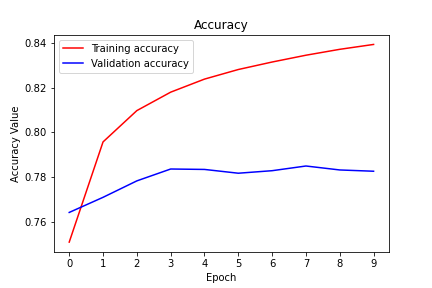 Accuracy
Training accuracy
Validation accuracy
Accuracy Value
0.84
0.82
0.80
0.78
0.76
0 1 2 3 4 5 6 7 8 9
Epoch